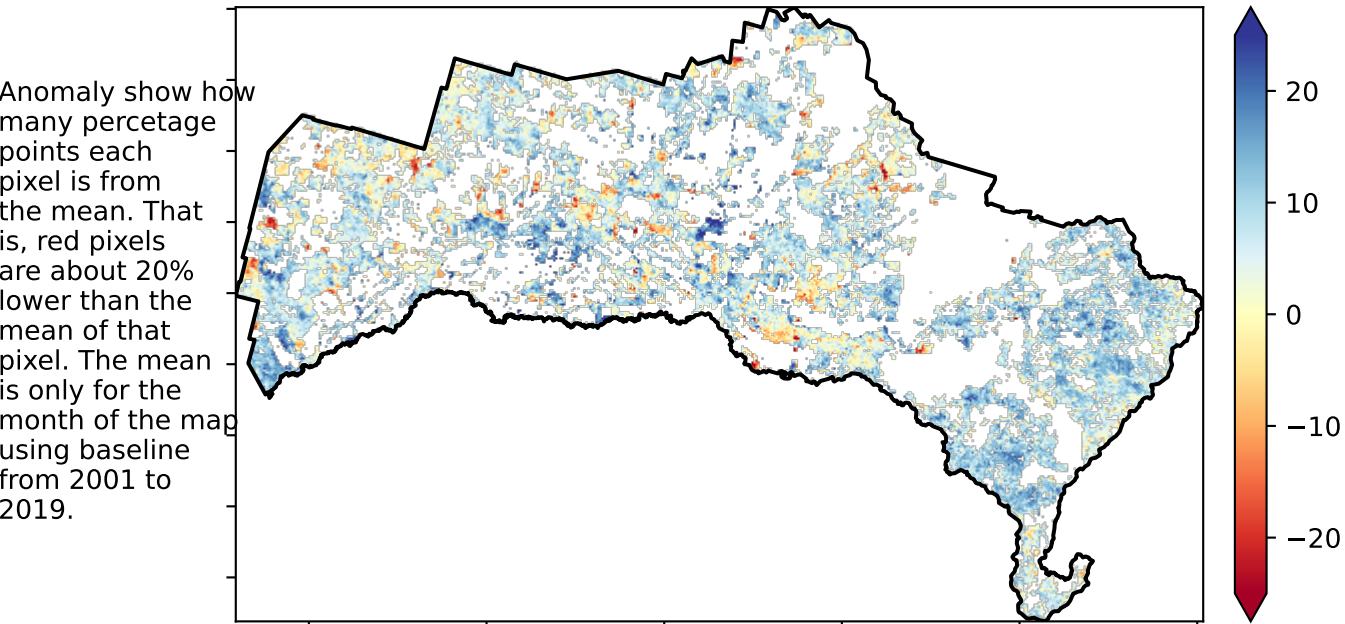 Anomaly show how
many percetage
points each
pixel is from
the mean. That
is, red pixels
are about 20%
lower than the
mean of that
pixel. The mean
is only for the
month of the map
using baseline
from 2001 to
2019.
20
10
0
−10
−20